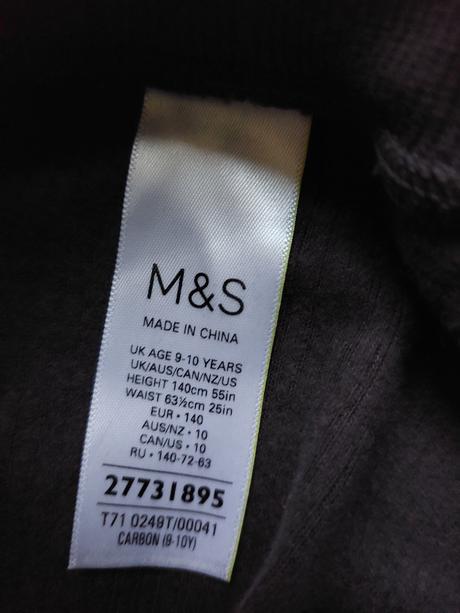 M&S
MADE IN CHINA
UK AGE 9-10 YEARS
UK/AUS/CAN/NZ/US
HEIGHT 140cm 55in
WAIST 63½cm 25in
EUR • 140
AUS/NZ • 10
CAN/US • 10
RU • 140-72-63
27731895
T71 0249T/00041
CARBON (9-10Y)